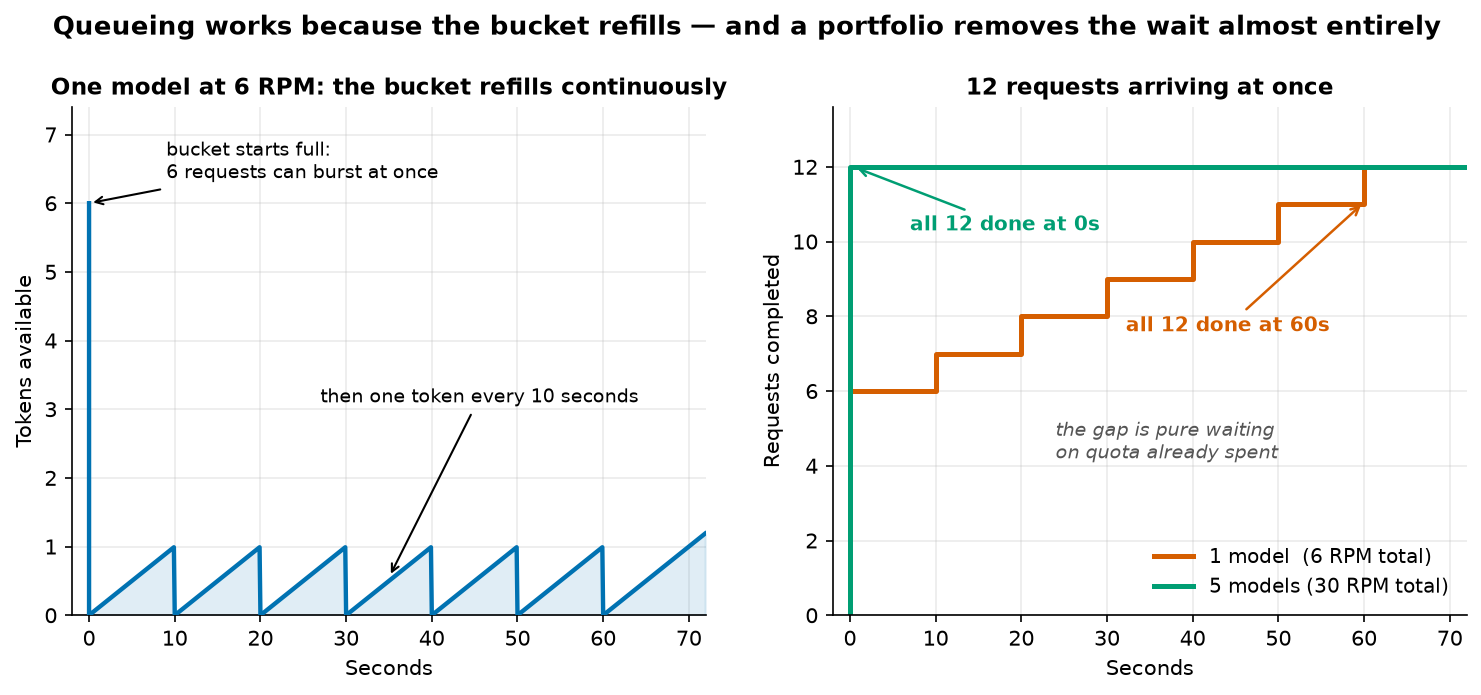 Queueing works because the bucket refills — and a portfolio removes the wait almost entirely
One model at 6 RPM: the bucket refills continuously
7
6
5
4
3
2
1
0
Tokens available
bucket starts full:
6 requests can burst at once
then one token every 10 seconds
0 10 20 30 40 50 60 70
Seconds
12 requests arriving at once
12
10
8
6
4
2
0
Requests completed
all 12 done at 0s
all 12 done at 60s
the gap is pure waiting
on quota already spent
1 model (6 RPM total)
5 models (30 RPM total)
0 10 20 30 40 50 60 70
Seconds